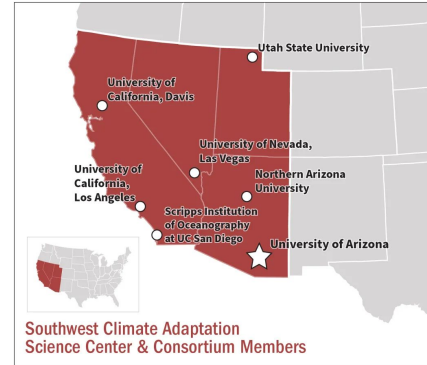 Utah State University
University of
California, Davis
University of Nevada,
Las Vegas
University of
California,
Los Angeles
Northern Arizona
University
Scripps Institution
of Oceanography
at UC San Diego
University of Arizona
Southwest Climate Adaptation
Science Center & Consortium Members